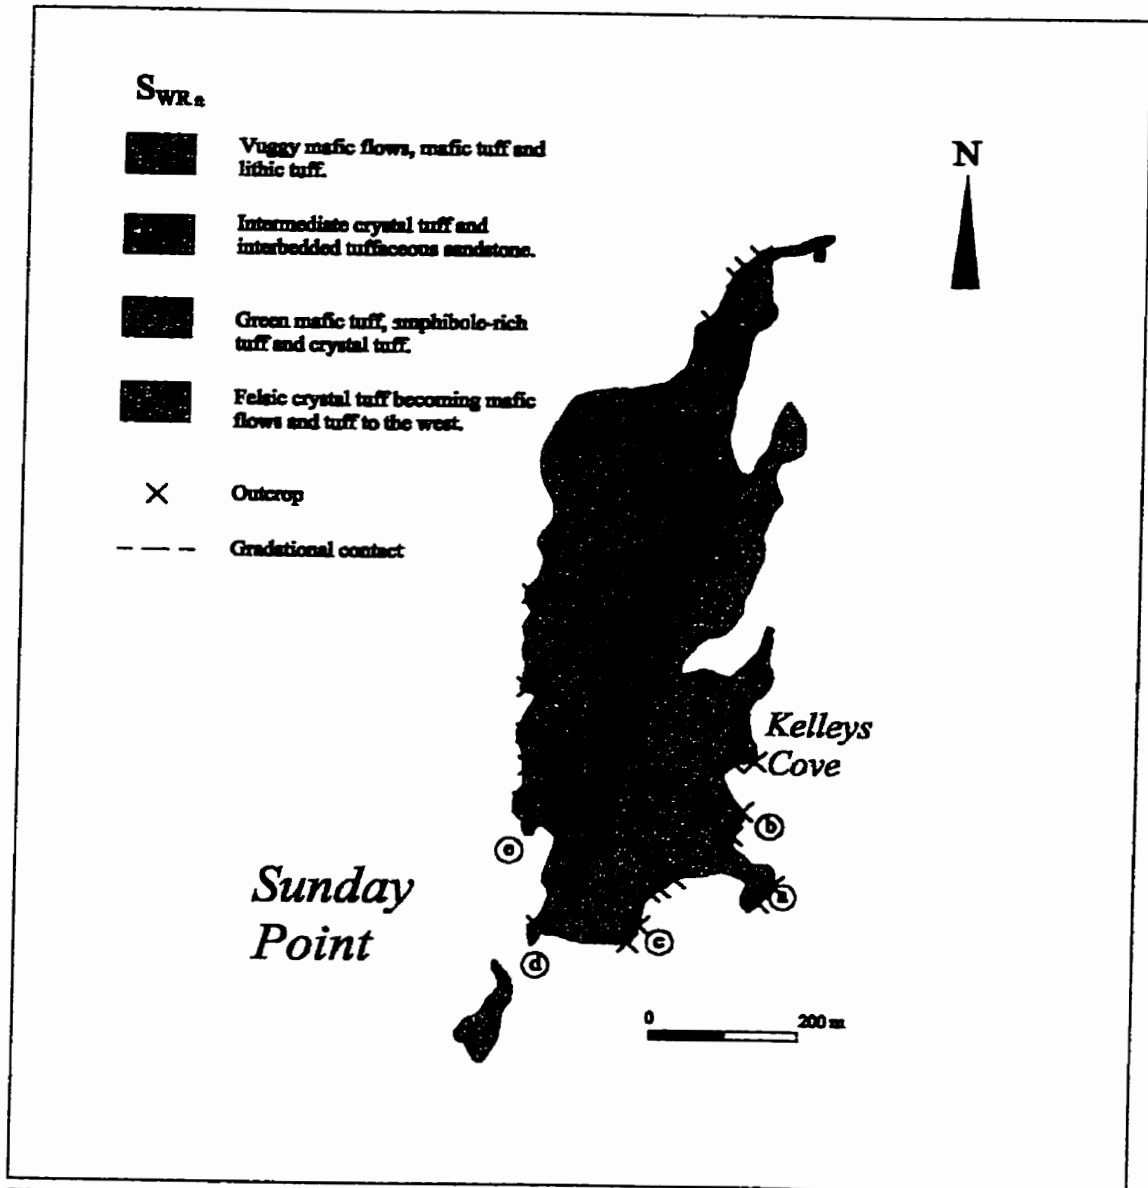 S_WR.a
Vuggy mafic flows, mafic tuff and
lithic tuff.
Intermediate crystal tuff and
interbedded tuffaceous sandstone.
Green mafic tuff, amphibole-rich
tuff and crystal tuff.
Felsic crystal tuff becoming mafic
flows and tuff to the west.
Outcrop
Gradational contact
N
Kelleys
Cove
b
a
c
d
e
Sunday
Point
0 200 m